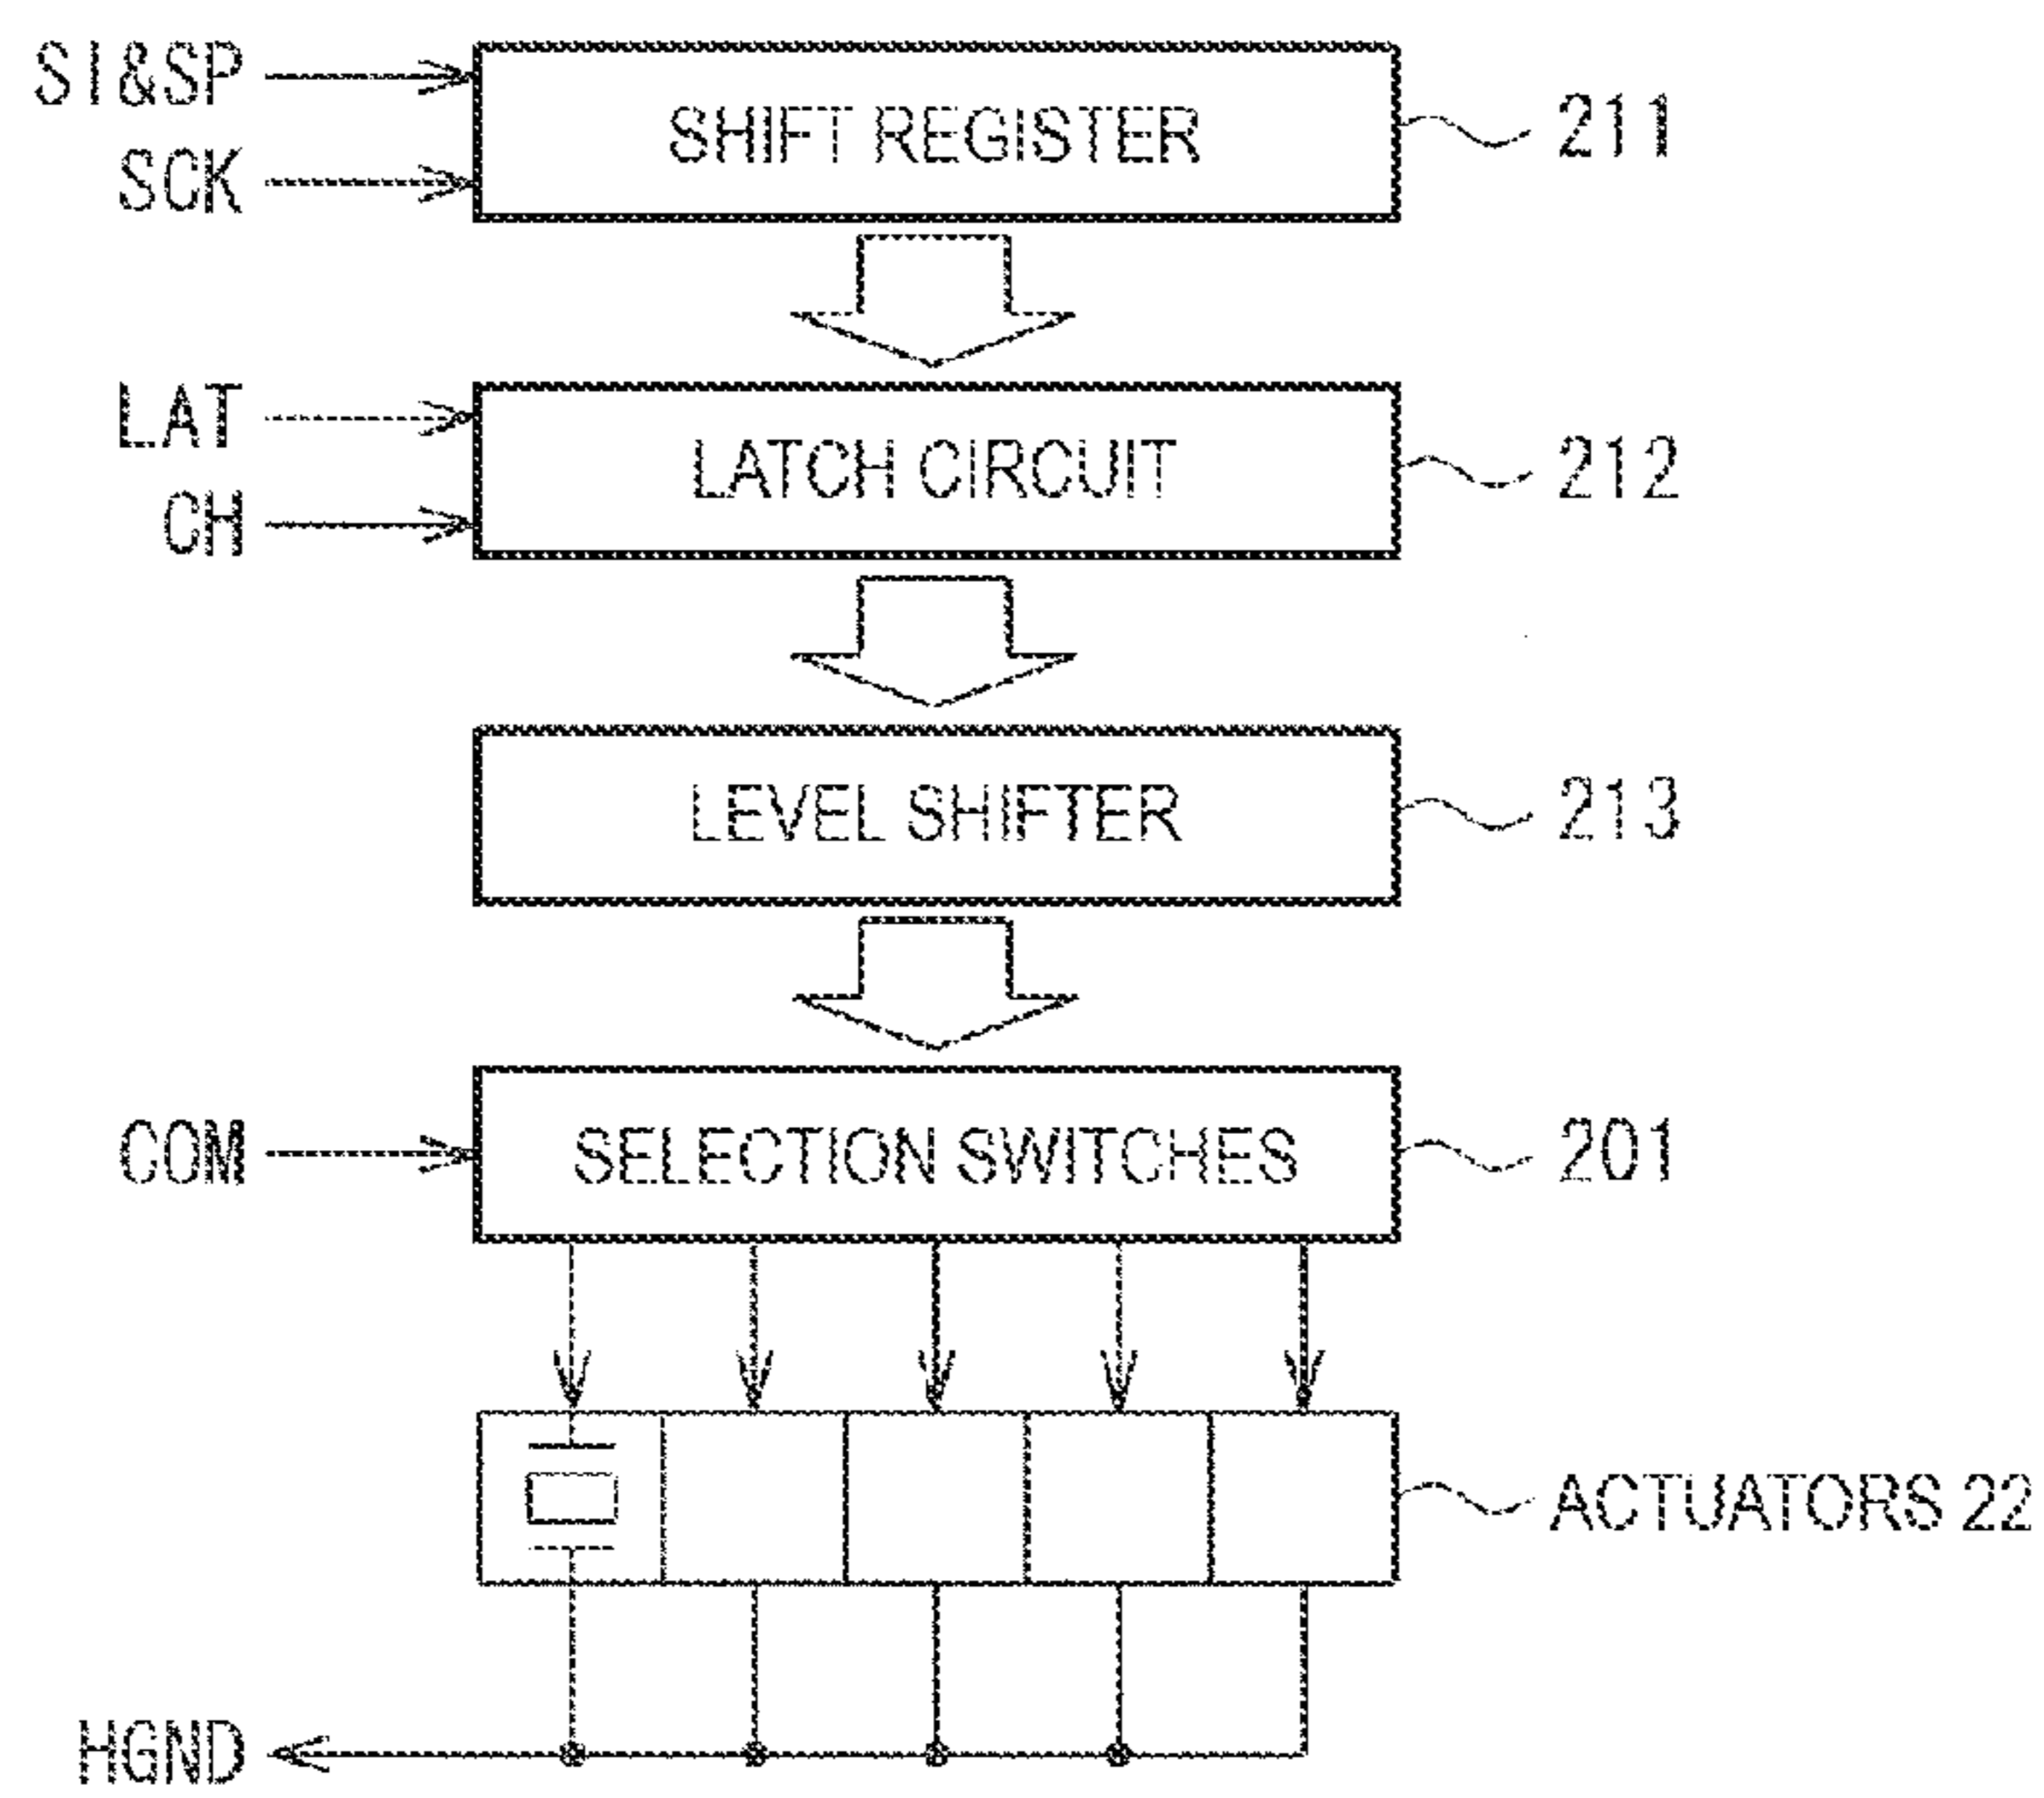 SI&SP
SHIFT REGISTER
211
SCK
LAT
LATCH CIRCUIT
212
CH
LEVEL SHIFTER
213
COM
SELECTION SWITCHES
201
ACTUATORS 22
HGND